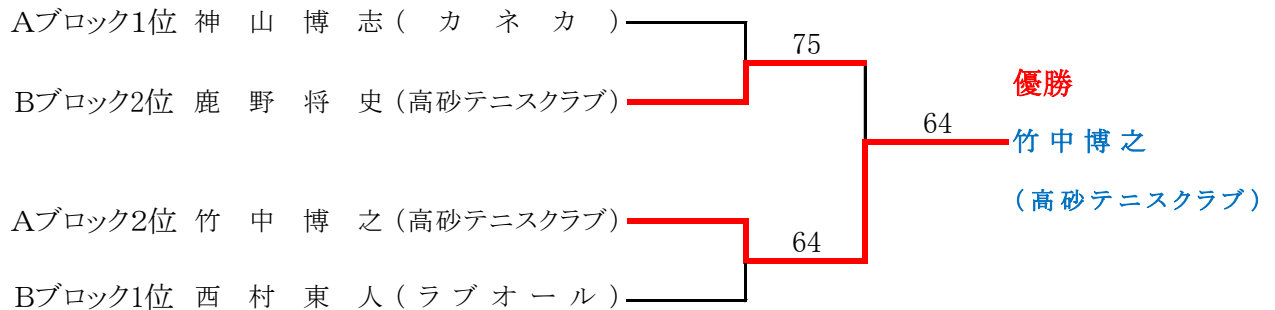 Aブロック1位 神山博志(カネカ)
75
Bブロック2位 鹿野将史(高砂テニスクラブ)
優勝
64
竹中博之
(高砂テニスクラブ)
Aブロック2位 竹中博之(高砂テニスクラブ)
64
Bブロック1位 西村東人(ラブオール)